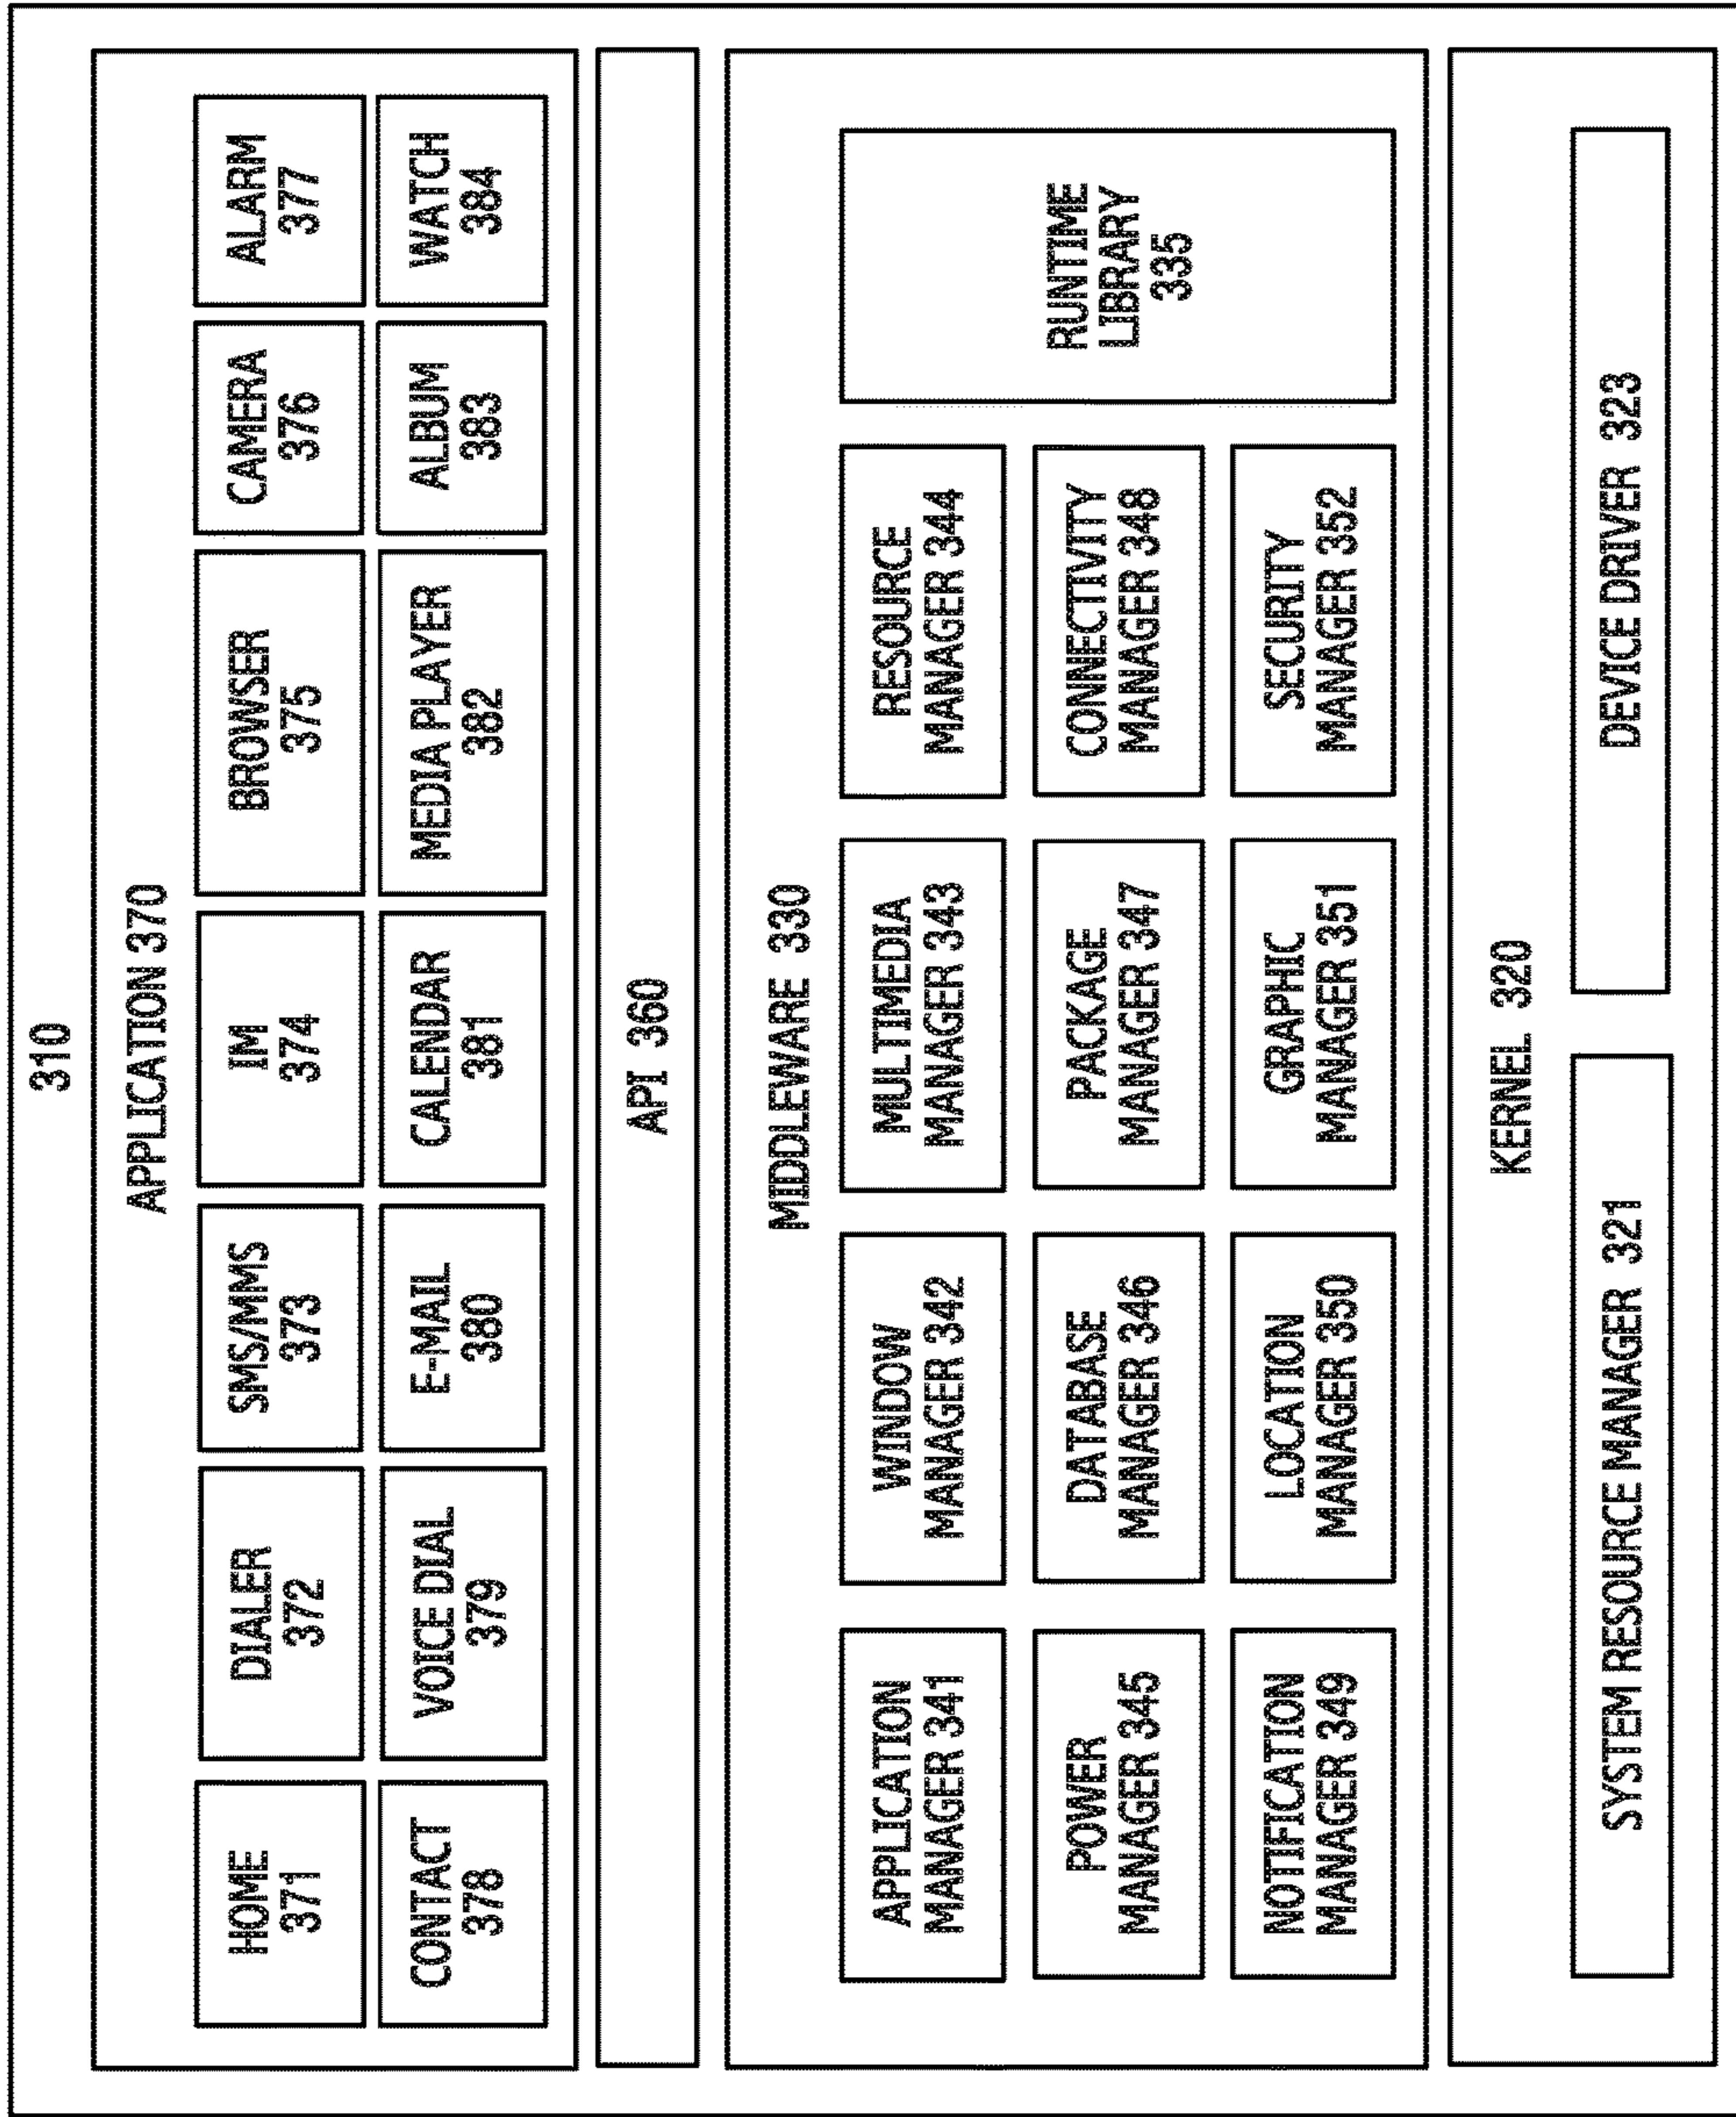 310
APPLICATION 370
HOME
371
DIALER
372
SMS/MMS
373
IM
374
BROWSER
375
CAMERA
376
ALARM
377
CONTACT
378
VOICE DIAL
379
E-MAIL
380
CALENDAR
381
MEDIA PLAYER
382
ALBUM
383
WATCH
384
API 360
MIDDLEWARE 330
APPLICATION
MANAGER 341
WINDOW
MANAGER 342
MULTIMEDIA
MANAGER 343
RESOURCE
MANAGER 344
POWER
MANAGER 345
DATABASE
MANAGER 346
PACKAGE
MANAGER 347
CONNECTIVITY
MANAGER 348
NOTIFICATION
MANAGER 349
LOCATION
MANAGER 350
GRAPHIC
MANAGER 351
SECURITY
MANAGER 352
RUNTIME
LIBRARY
335
KERNEL 320
SYSTEM RESOURCE MANAGER 321
DEVICE DRIVER 323